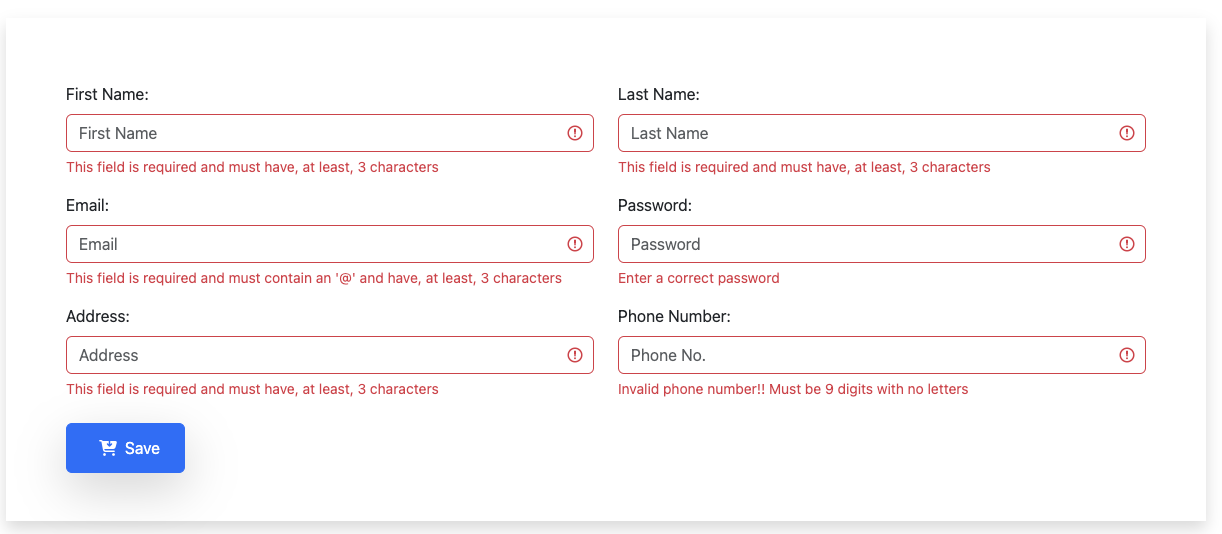 First Name:
Last Name:
First Name
Last Name
This field is required and must have, at least, 3 characters
This field is required and must have, at least, 3 characters
Email:
Password:
Email
Password
This field is required and must contain an '@' and have, at least, 3 characters
Enter a correct password
Address:
Phone Number:
Address
Phone No.
This field is required and must have, at least, 3 characters
Invalid phone number!! Must be 9 digits with no letters
Save